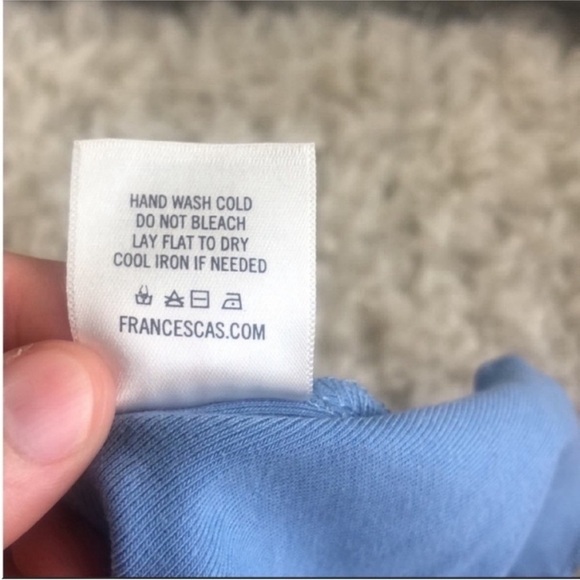 HAND WASH COLD
DO NOT BLEACH
LAY FLAT TO DRY
COOL IRON IF NEEDED
FRANCESCAS.COM